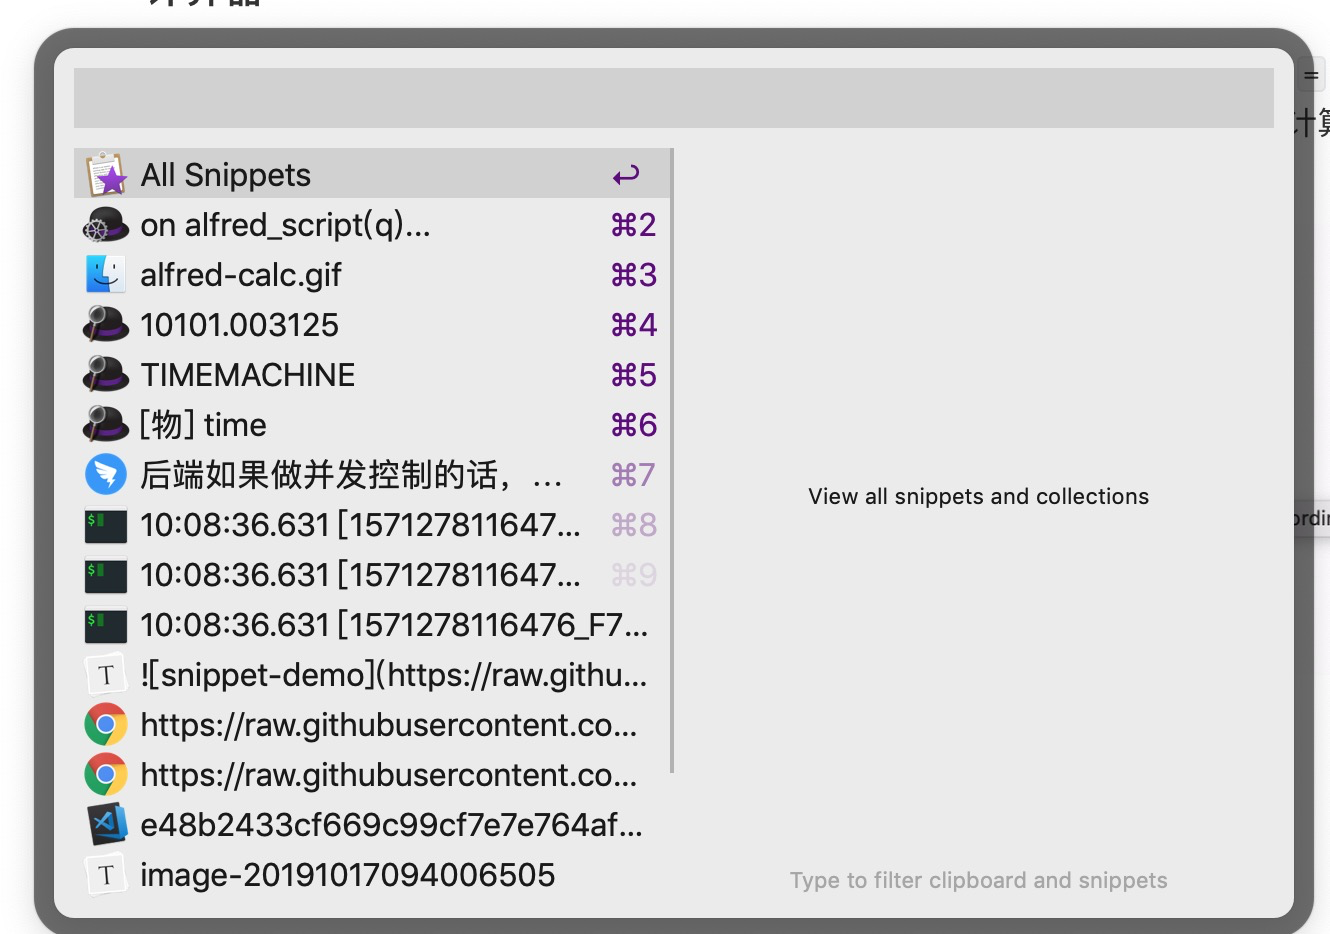 =
计算
All Snippets
on alfred_script(q)... ⌘2
alfred-calc.gif ⌘3
10101.003125 ⌘4
TIMEMACHINE ⌘5
[物] time ⌘6
后端如果做并发控制的话，... ⌘7
View all snippets and collections
10:08:36.631 [157127811647... ⌘8
10:08:36.631 [157127811647... ⌘9
10:08:36.631 [1571278116476_F7...
![snippet-demo](https://raw.githu...
https://raw.githubusercontent.co...
https://raw.githubusercontent.co...
e48b2433cf669c99cf7e7e764af...
image-20191017094006505
Type to filter clipboard and snippets